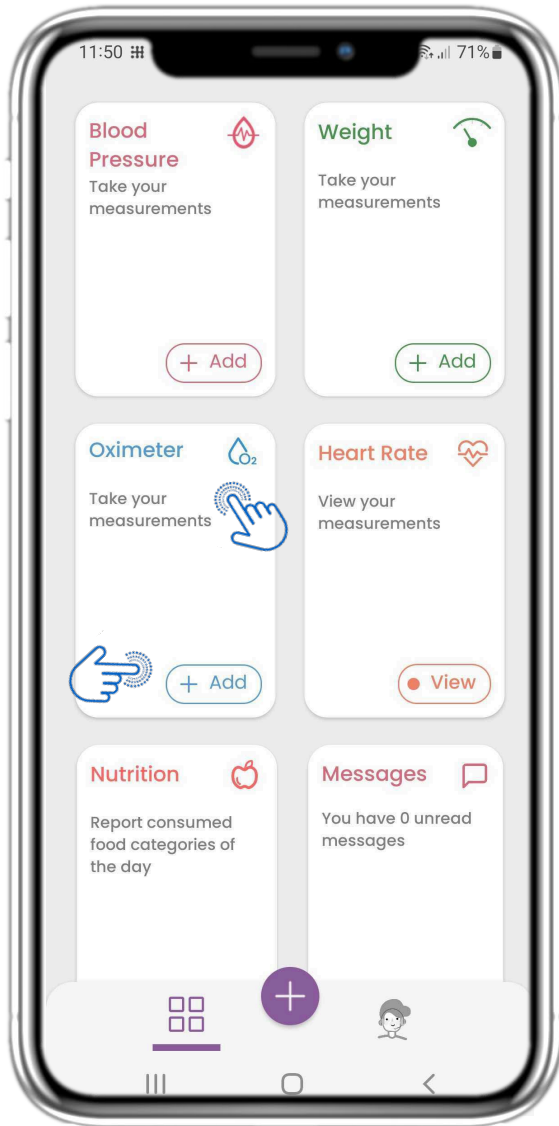 11:50
71%
Blood
Pressure
Take your
measurements
+ Add
Weight
Take your
measurements
+ Add
Oximeter
O₂
Take your
measurements
+ Add
Heart Rate
View your
measurements
View
Nutrition
Report consumed
food categories of
the day
Messages
You have 0 unread
messages